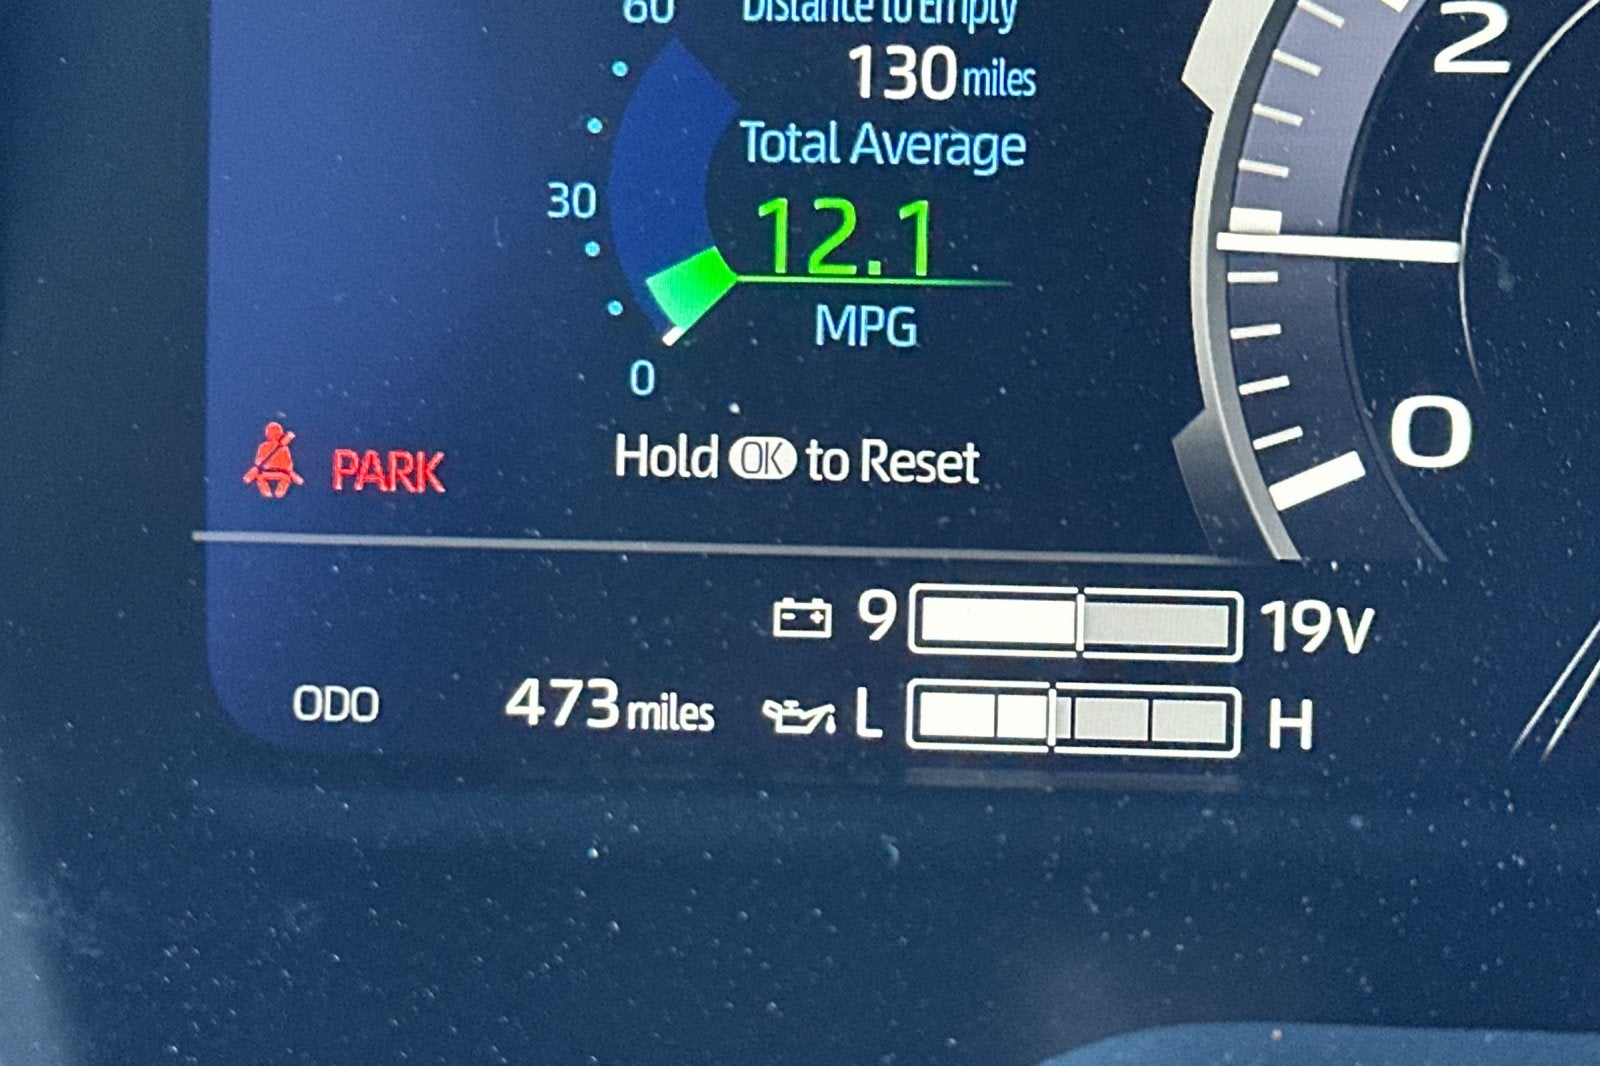 60 Distance to Empty
130 miles
Total Average
30
12.1
MPG
0
Hold OK to Reset
PARK
2
0
9 19V
ODO 473 miles L H